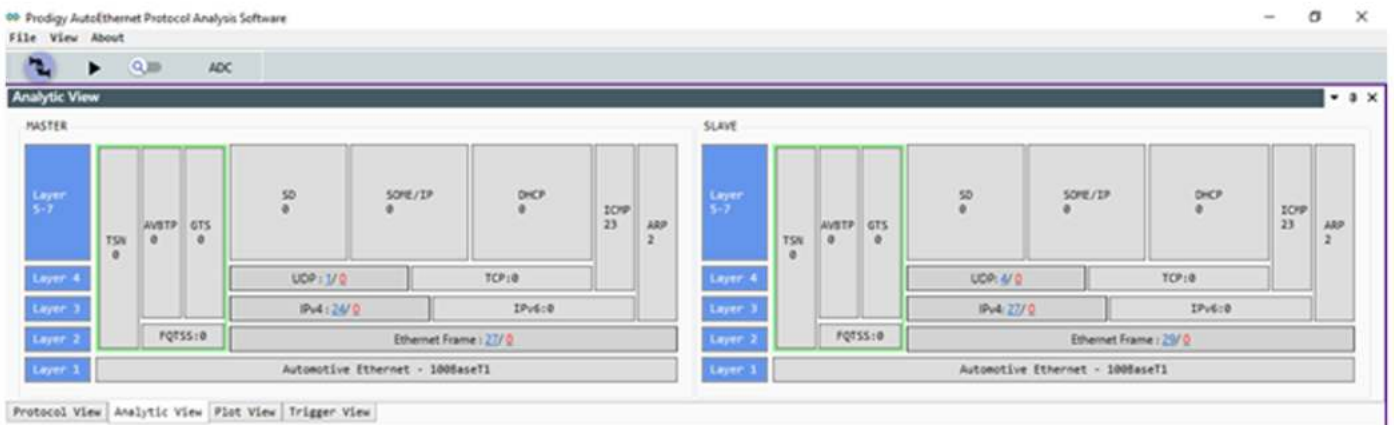 Prodigy AutoEthernet Protocol Analysis Software
File View About
ADC
Analytic View
MASTER
Layer
5-7
TSN
0
AVBTP
0
GTS
0
SD
0
SOME/IP
0
DHCP
0
ICMP
23
ARP
2
Layer 4
UDP: 1/ 0
TCP:0
Layer 3
IPv4: 24/ 0
IPv6:0
Layer 2
FQTSS:0
Ethernet Frame : 27/ 0
Layer 1
Automotive Ethernet - 100BaseT1
SLAVE
Layer
5-7
TSN
0
AVBTP
0
GTS
0
SD
0
SOME/IP
0
DHCP
0
ICMP
23
ARP
2
Layer 4
UDP: 4/ 0
TCP:0
Layer 3
IPv4: 27/ 0
IPv6:0
Layer 2
FQTSS:0
Ethernet Frame : 29/ 0
Layer 1
Automotive Ethernet - 100BaseT1
Protocol View Analytic View Plot View Trigger View